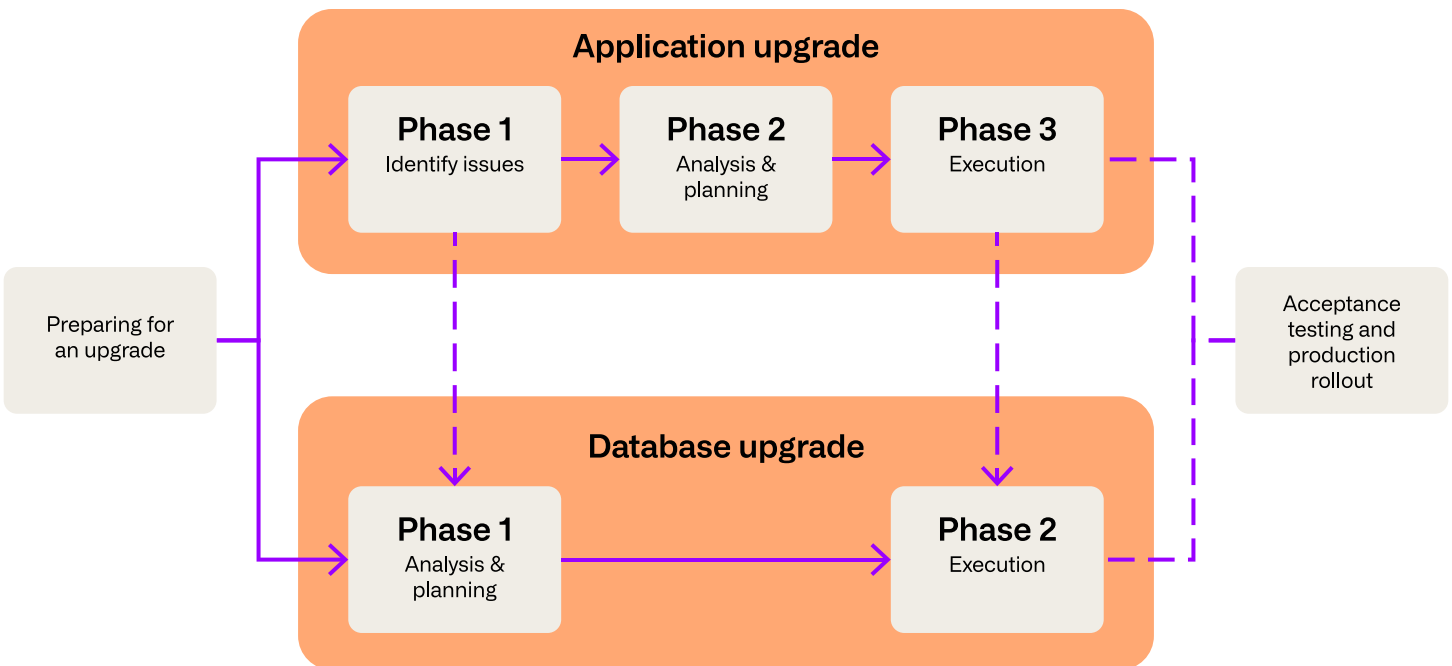 Application upgrade
Phase 1
Identify issues
Phase 2
Analysis &
planning
Phase 3
Execution
Preparing for
an upgrade
Acceptance
testing and
production
rollout
Database upgrade
Phase 1
Analysis &
planning
Phase 2
Execution